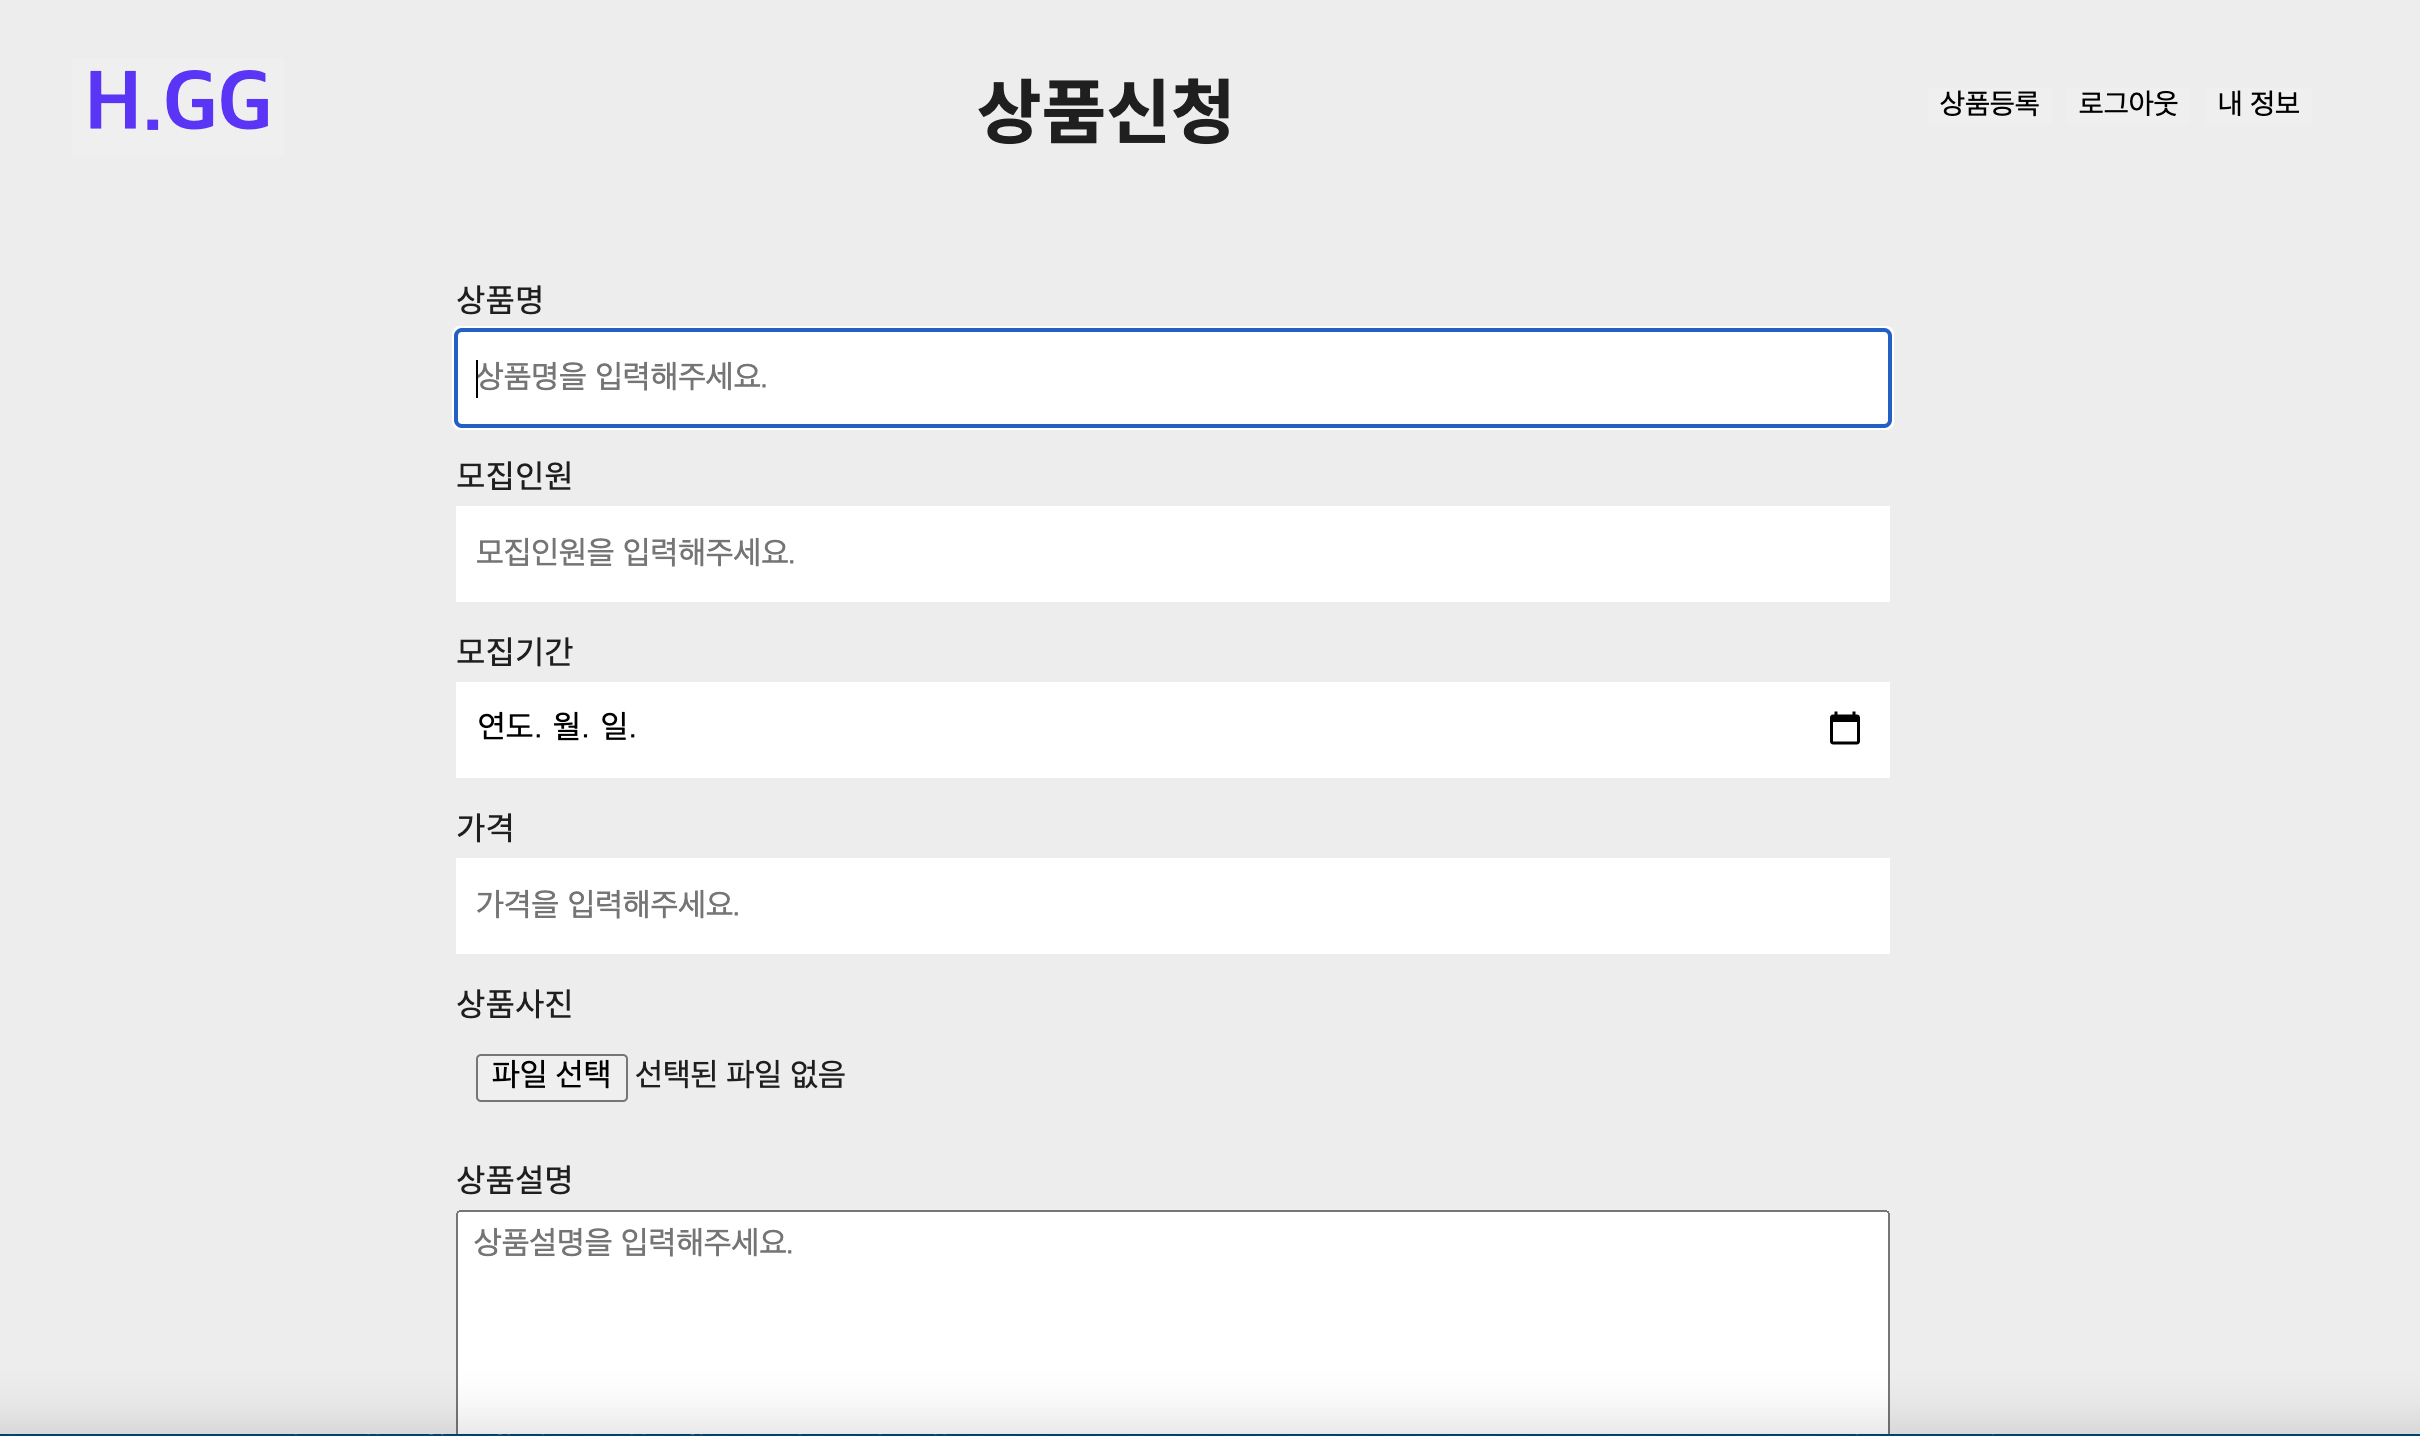 H.GG
상품신청
상품등록 로그아웃 내 정보
상품명
상품명을 입력해주세요.
모집인원
모집인원을 입력해주세요.
모집기간
연도. 월. 일.
가격
가격을 입력해주세요.
상품사진
파일 선택 선택된 파일 없음
상품설명
상품설명을 입력해주세요.